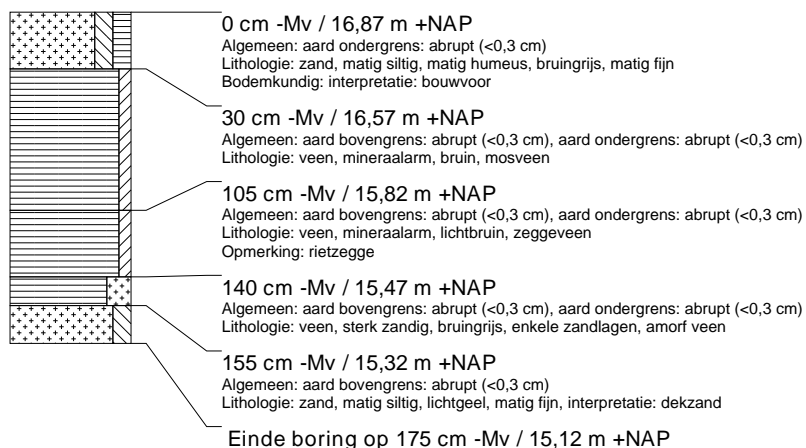 0 cm -Mv / 16,87 m +NAP
Algemeen: aard ondergrens: abrupt (<0,3 cm)
Lithologie: zand, matig siltig, matig humeus, bruingrijs, matig fijn
Bodemkundig: interpretatie: bouwvoor
30 cm -Mv / 16,57 m +NAP
Algemeen: aard bovengrens: abrupt (<0,3 cm), aard ondergrens: abrupt (<0,3 cm)
Lithologie: veen, mineraalarm, bruin, mosveen
105 cm -Mv / 15,82 m +NAP
Algemeen: aard bovengrens: abrupt (<0,3 cm), aard ondergrens: abrupt (<0,3 cm)
Lithologie: veen, mineraalarm, lichtbruin, zeggeveen
Opmerking: rietzegge
140 cm -Mv / 15,47 m +NAP
Algemeen: aard bovengrens: abrupt (<0,3 cm), aard ondergrens: abrupt (<0,3 cm)
Lithologie: veen, sterk zandig, bruingrijs, enkele zandlagen, amorf veen
155 cm -Mv / 15,32 m +NAP
Algemeen: aard bovengrens: abrupt (<0,3 cm)
Lithologie: zand, matig siltig, lichtgeel, matig fijn, interpretatie: dekzand
Einde boring op 175 cm -Mv / 15,12 m +NAP